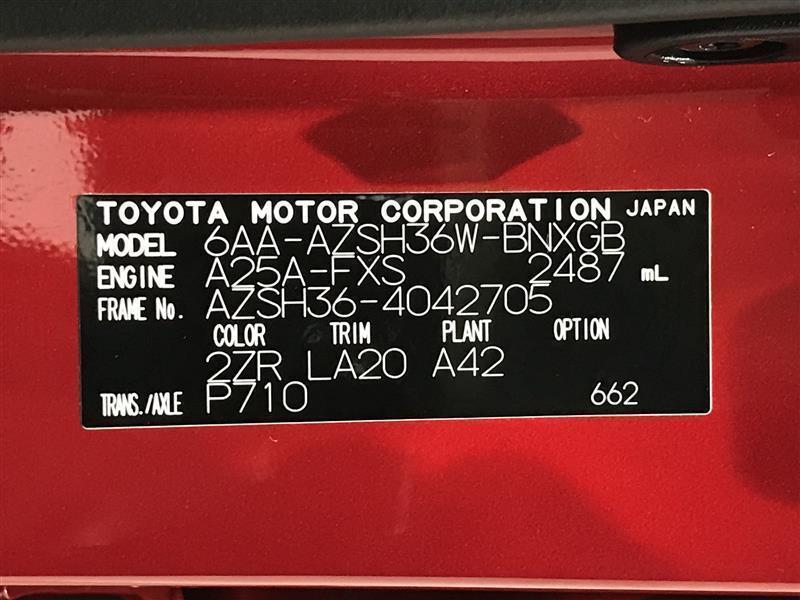 TOYOTA MOTOR CORPORATION JAPAN
MODEL 6AA-AZSH36W-BNXGB
ENGINE A25A-FXS 2487 mL
FRAME No. AZSH36-4042705
COLOR TRIM PLANT OPTION
2ZR LA20 A42
TRANS./AXLE P710 662